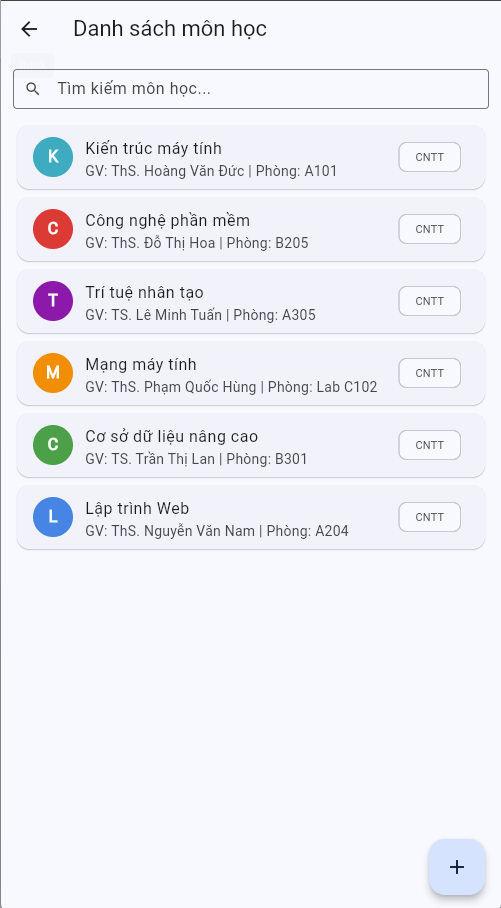 Danh sách môn học
Tìm kiếm môn học...
K
Kiến trúc máy tính
GV: ThS. Hoàng Văn Đức | Phòng: A101
CNTT
C
Công nghệ phần mềm
GV: ThS. Đỗ Thị Hoa | Phòng: B205
CNTT
T
Trí tuệ nhân tạo
GV: TS. Lê Minh Tuấn | Phòng: A305
CNTT
M
Mạng máy tính
GV: ThS. Phạm Quốc Hùng | Phòng: Lab C102
CNTT
C
Cơ sở dữ liệu nâng cao
GV: TS. Trần Thị Lan | Phòng: B301
CNTT
L
Lập trình Web
GV: ThS. Nguyễn Văn Nam | Phòng: A204
CNTT